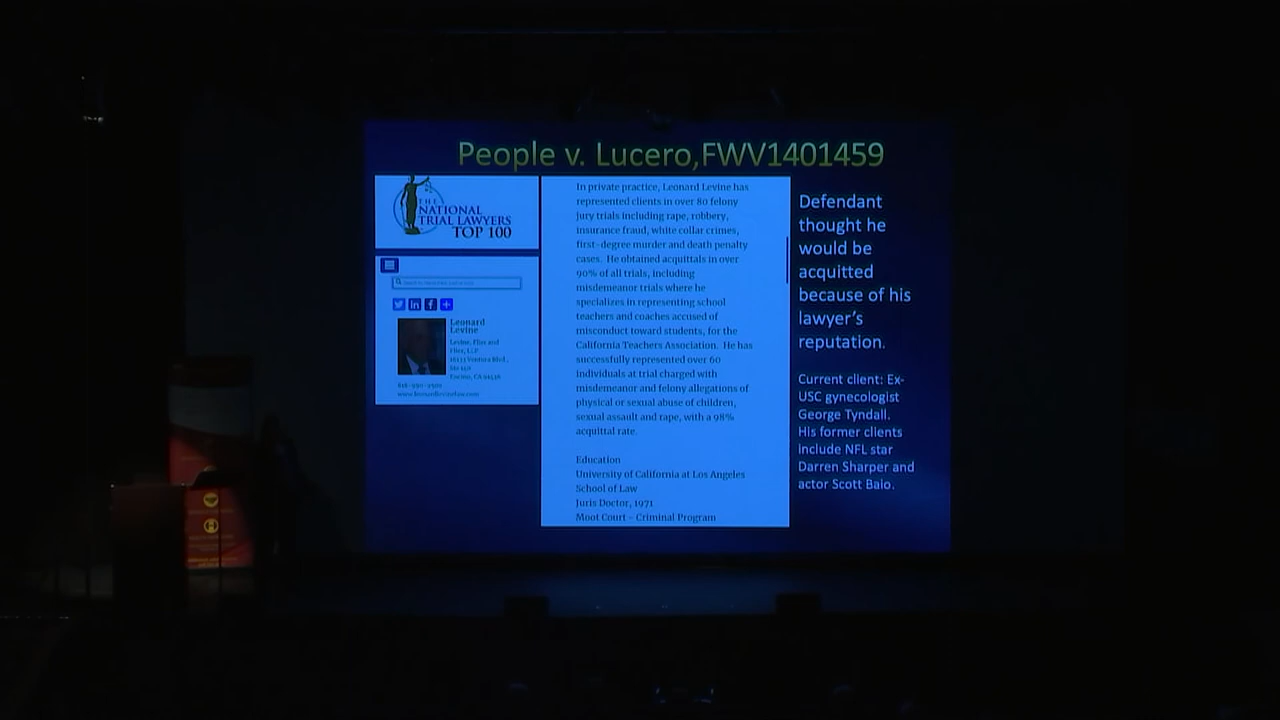 People v. Lucero,FWV1401459
THE
NATIONAL
TRIAL LAWYERS
TOP 100
Leonard
Levine
Levine, Flier and
Flier, LLP
Encino, CA
In private practice, Leonard Levine has
represented clients in over 80 felony
jury trials including rape, robbery,
insurance fraud, white collar crimes,
first-degree murder and death penalty
cases. He obtained acquittals in over
90% of all trials, including
misdemeanor trials where he
specializes in representing school
teachers and coaches accused of
misconduct toward students, for the
California Teachers Association. He has
successfully represented over 60
individuals at trial charged with
misdemeanor and felony allegations of
physical or sexual abuse of children,
sexual assault and rape, with a 98%
acquittal rate.
Education
University of California at Los Angeles
School of Law
Juris Doctor, 1971
Moot Court - Criminal Program
Defendant
thought he
would be
acquitted
because of his
lawyer's
reputation.
Current client: Ex-
USC gynecologist
George Tyndall.
His former clients
include NFL star
Darren Sharper and
actor Scott Baio.